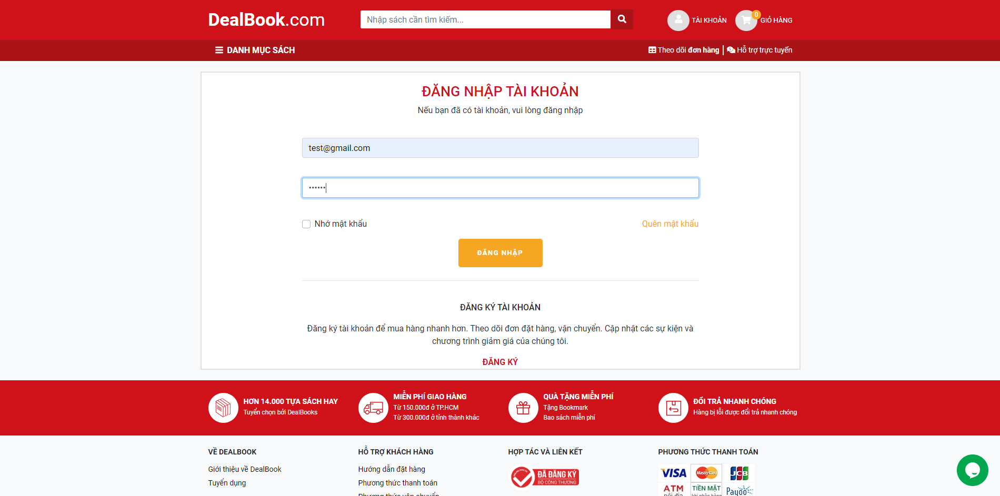 DealBook.com
Nhập sách cần tìm kiếm...
TÀI KHOẢN
0
GIỎ HÀNG
DANH MỤC SÁCH
Theo dõi đơn hàng
Hỗ trợ trực tuyến
ĐĂNG NHẬP TÀI KHOẢN
Nếu bạn đã có tài khoản, vui lòng đăng nhập
test@gmail.com
••••••
Nhớ mật khẩu
Quên mật khẩu
ĐĂNG NHẬP
ĐĂNG KÝ TÀI KHOẢN
Đăng ký tài khoản để mua hàng nhanh hơn. Theo dõi đơn đặt hàng, vận chuyển. Cập nhật các sự kiện và
chương trình giảm giá của chúng tôi.
ĐĂNG KÝ
HƠN 14.000 TỰA SÁCH HAY
Tuyển chọn bởi DealBooks
MIỄN PHÍ GIAO HÀNG
Từ 150.000đ ở TP.HCM
Từ 300.000đ ở tỉnh thành khác
QUÀ TẶNG MIỄN PHÍ
Tặng Bookmark
Bao sách miễn phí
ĐỔI TRẢ NHANH CHÓNG
Hàng bị lỗi được đổi trả nhanh chóng
VỀ DEALBOOK
Giới thiệu về DealBook
Tuyển dụng
HỖ TRỢ KHÁCH HÀNG
Hướng dẫn đặt hàng
Phương thức thanh toán
Phương thức vận chuyển
HỢP TÁC VÀ LIÊN KẾT
ĐÃ ĐĂNG KÝ
BỘ CÔNG THƯƠNG
PHƯƠNG THỨC THANH TOÁN
VISA
MasterCard
JCB
ATM
nội địa
TIỀN MẶT
khi nhận hàng
Payoo